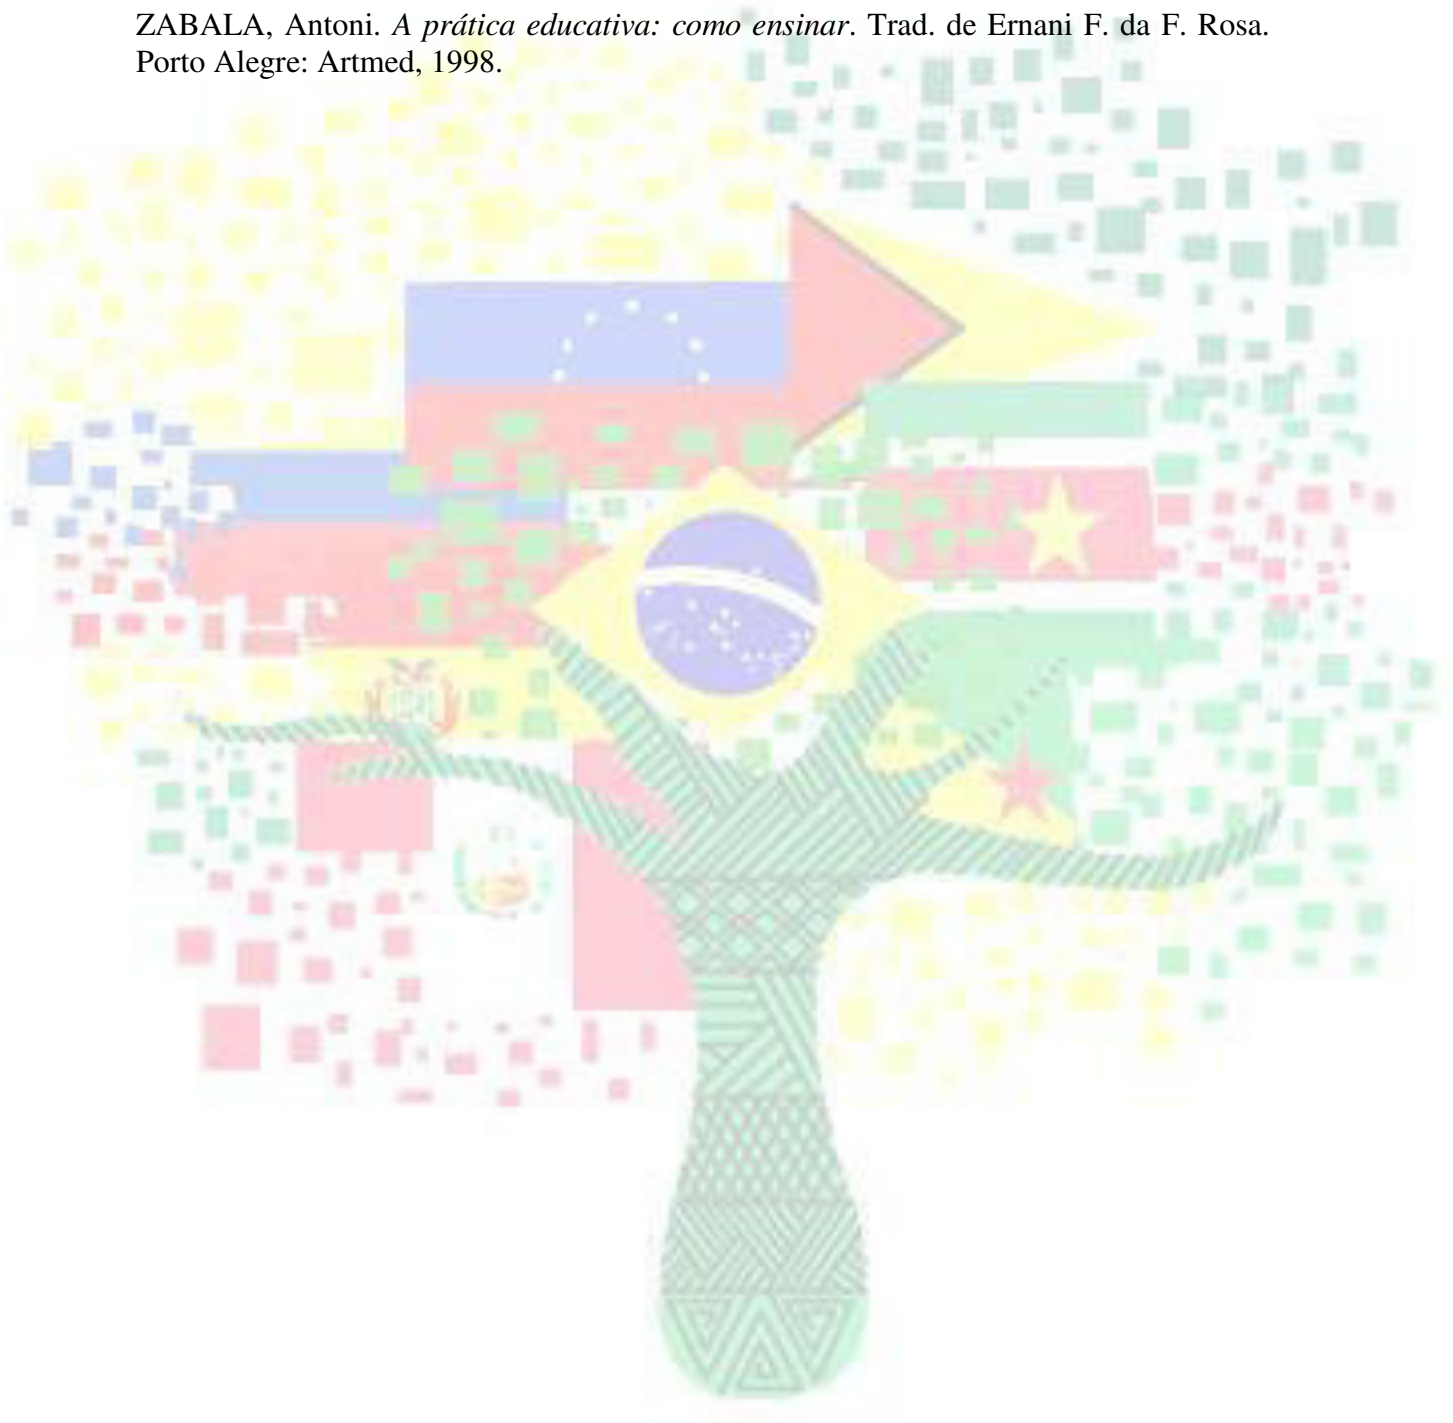 ZABALA, Antoni. A prática educativa: como ensinar. Trad. de Ernani F. da F. Rosa.
Porto Alegre: Artmed, 1998.